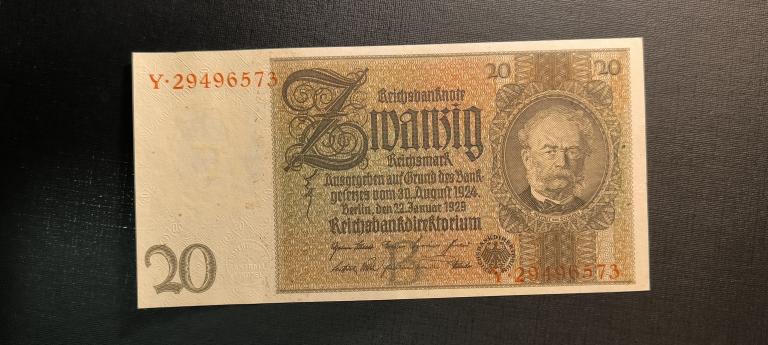 Y·29496573
20
20
Reichsbanknote
Zwanzig
Reichsmark
Ausgegeben auf Grund des Bank
gesetzes vom 30. August 1924
Berlin, den 22. Januar 1929
Reichsbankdirektorium
20
Y·29496573